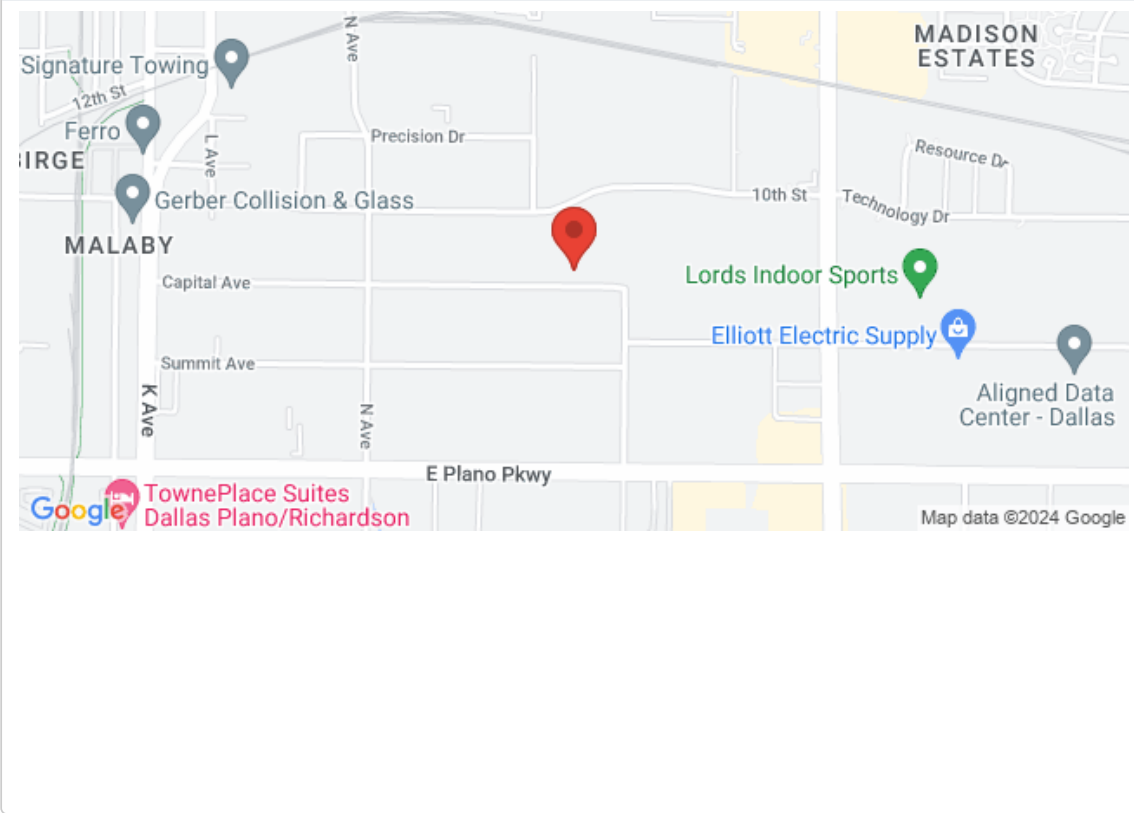 N Ave
MADISON
ESTATES
Signature Towing
12th St
Ferro
L Ave
Precision Dr
BIRGE
Resource Dr
Gerber Collision & Glass
10th St
Technology Dr
MALABY
Capital Ave
Lords Indoor Sports
Elliott Electric Supply
Summit Ave
K Ave
N Ave
Aligned Data
Center - Dallas
E Plano Pkwy
TownePlace Suites
Dallas Plano/Richardson
Google
Map data ©2024 Google